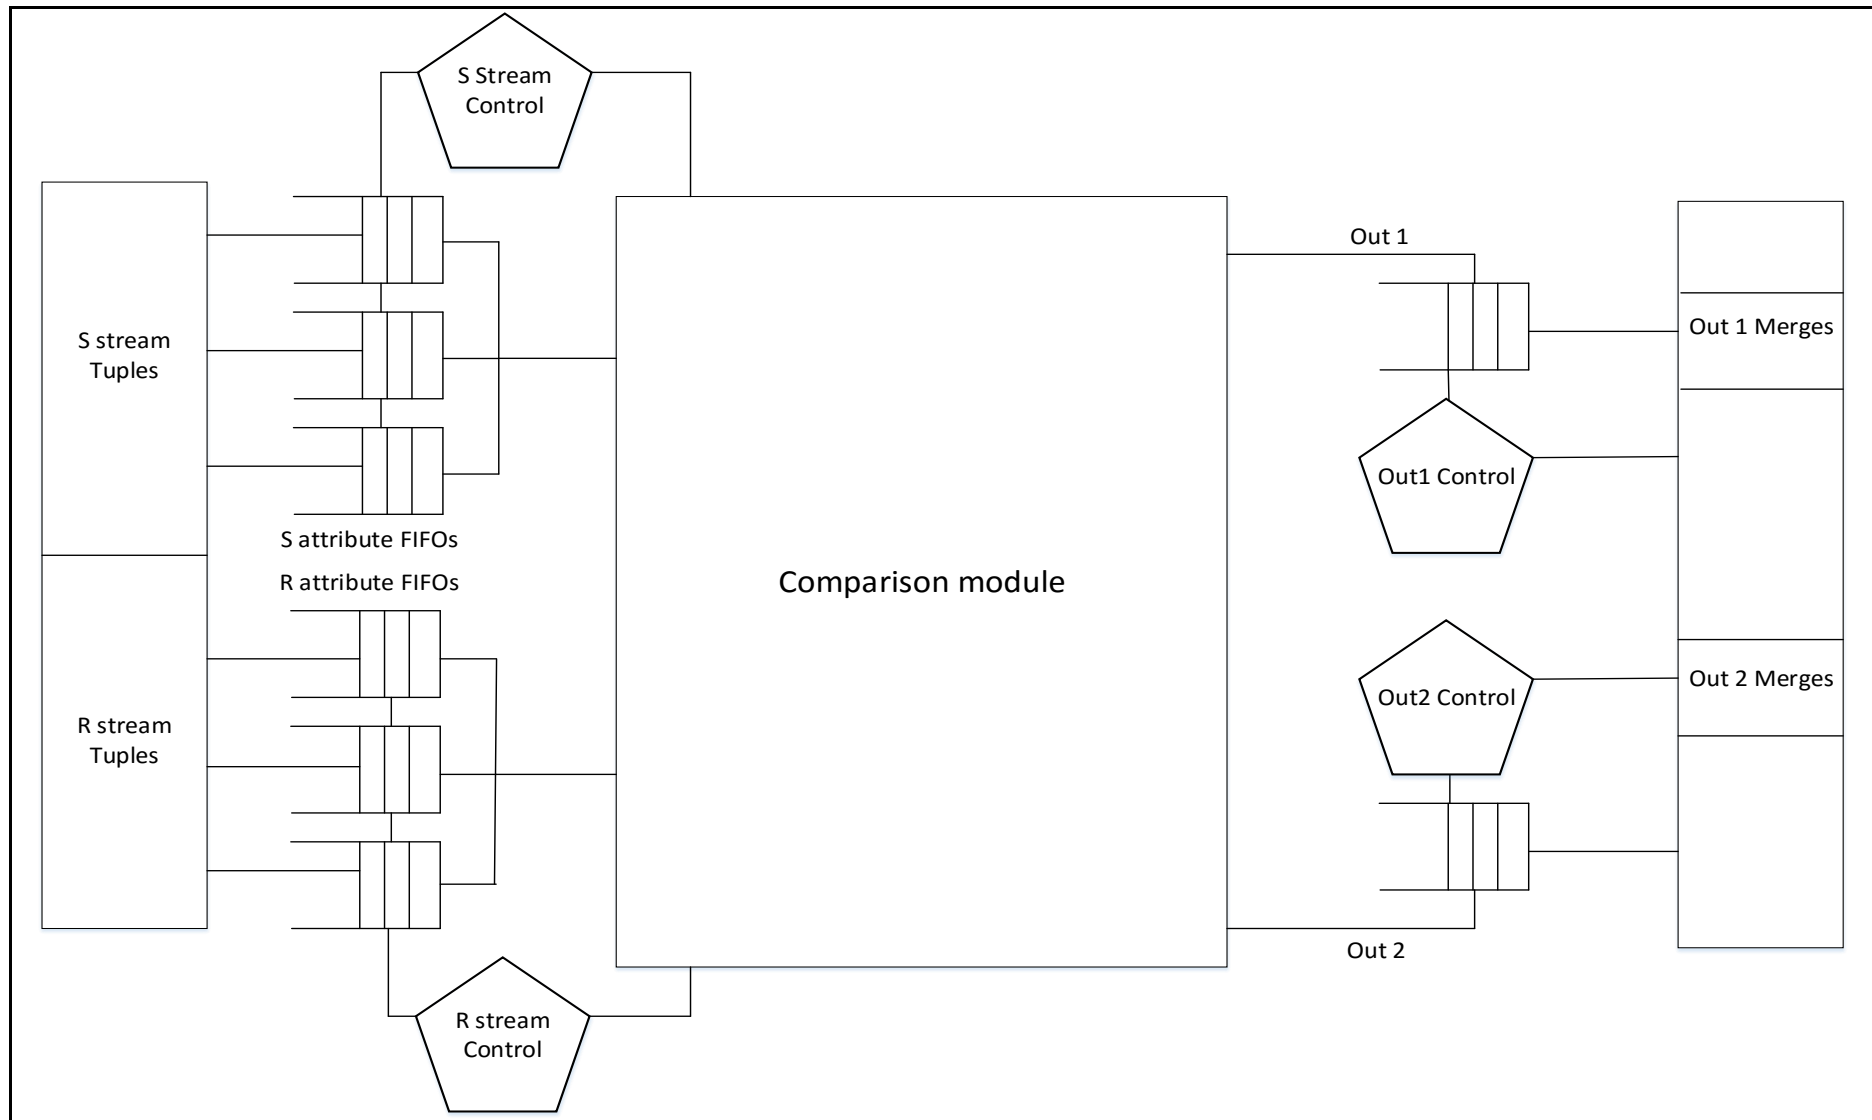 S Stream
Control
S stream
Tuples
S attribute FIFOs
R attribute FIFOs
R stream
Tuples
R stream
Control
Comparison module
Out 1
Out 1 Merges
Out1 Control
Out2 Control
Out 2 Merges
Out 2